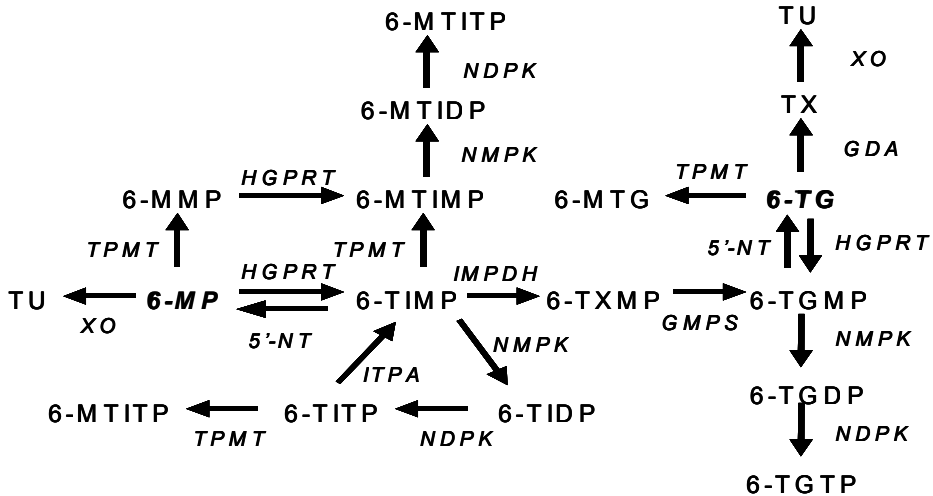 6-MTITP
TU
NDPK
XO
6-MTIDP
TX
NMPK
GDA
HGPRT
TPMT
6-MMP
6-MTIMP
6-MTG
6-TG
TPMT
TPMT
5'-NT
HGPRT
HGPRT
IMPDH
TU
6-MP
6-TIMP
6-TXMP
6-TGMP
XO
5'-NT
GMPS
NMPK
NMPK
ITPA
6-TGDP
6-MTITP
6-TITP
6-TIDP
TPMT
NDPK
NDPK
6-TGTP